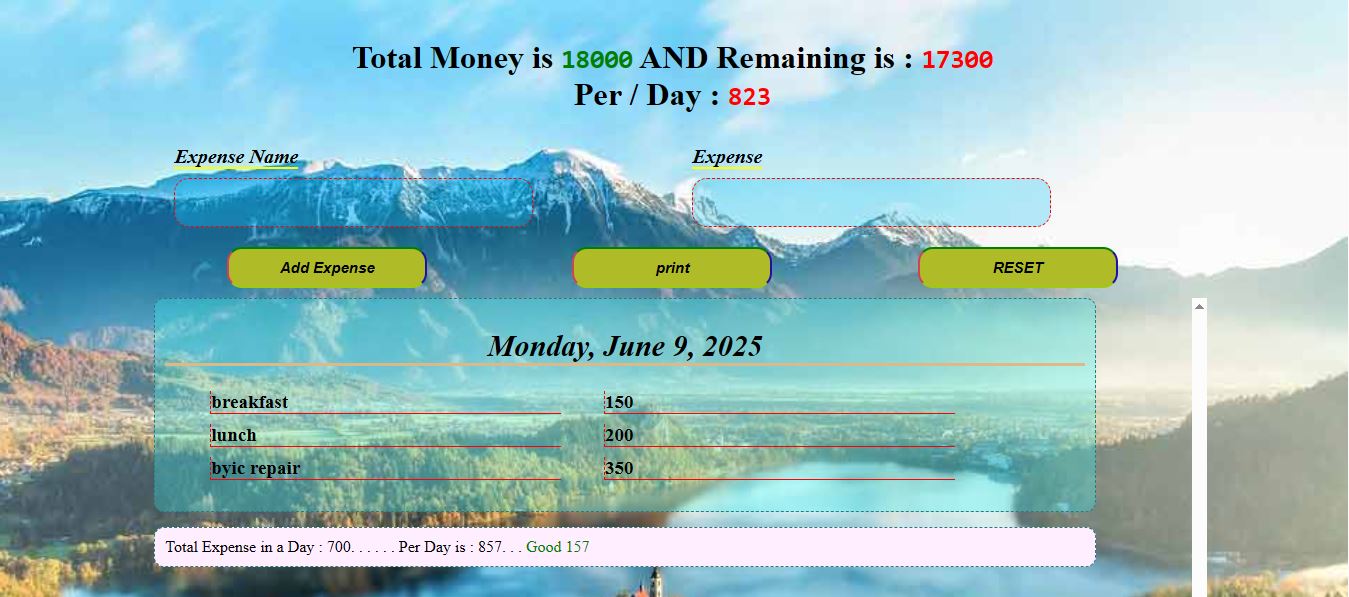 Total Money is 18000 AND Remaining is : 17300
Per / Day : 823
Expense Name Expense
Add Expense print RESET
Monday, June 9, 2025
breakfast 150
lunch 200
byic repair 350
Total Expense in a Day : 700. . . . . . Per Day is : 857. . . Good 157